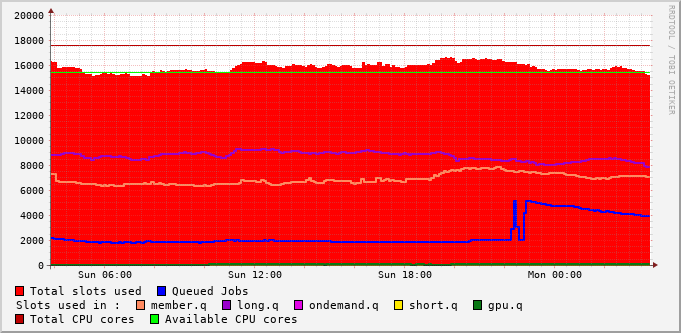 20000
18000
16000
14000
12000
10000
8000
6000
4000
2000
0
Sun 06:00 Sun 12:00 Sun 18:00 Mon 00:00
RRDTOOL / TOBI OETIKER
Total slots used Queued Jobs
Slots used in : member.q long.q ondemand.q short.q gpu.q
Total CPU cores Available CPU cores